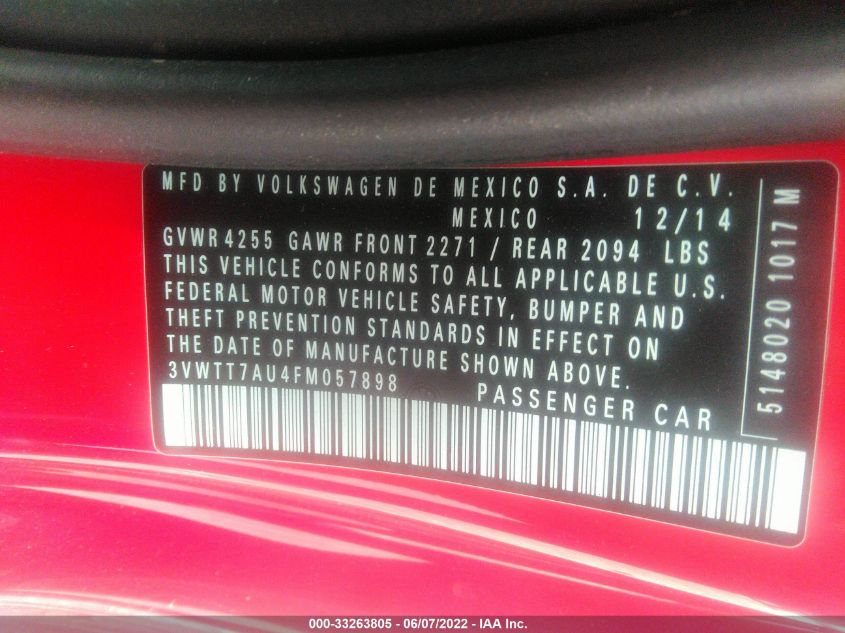 MFD BY VOLKSWAGEN DE MEXICO S.A. DE C.V.
MEXICO 12/14
GVWR 4255 GAWR FRONT 2271 / REAR 2094 LBS
THIS VEHICLE CONFORMS TO ALL APPLICABLE U.S.
FEDERAL MOTOR VEHICLE SAFETY, BUMPER AND
THEFT PREVENTION STANDARDS IN EFFECT ON
THE DATE OF MANUFACTURE SHOWN ABOVE.
3VWTT7AU4FM057898 PASSENGER CAR
5148020 1017 M
000-33263805 - 06/07/2022 - IAA Inc.